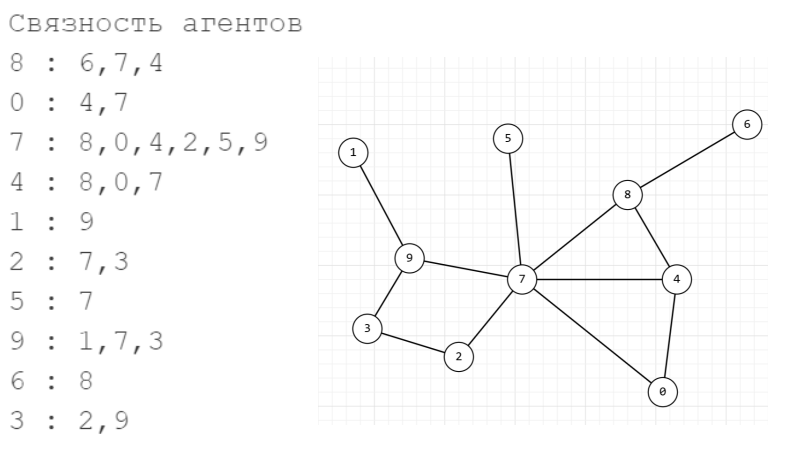 Связность агентов
8 : 6,7,4
0 : 4,7
7 : 8,0,4,2,5,9
4 : 8,0,7
1 : 9
2 : 7,3
5 : 7
9 : 1,7,3
6 : 8
3 : 2,9
6
5
1
8
9
7
4
3
2
0